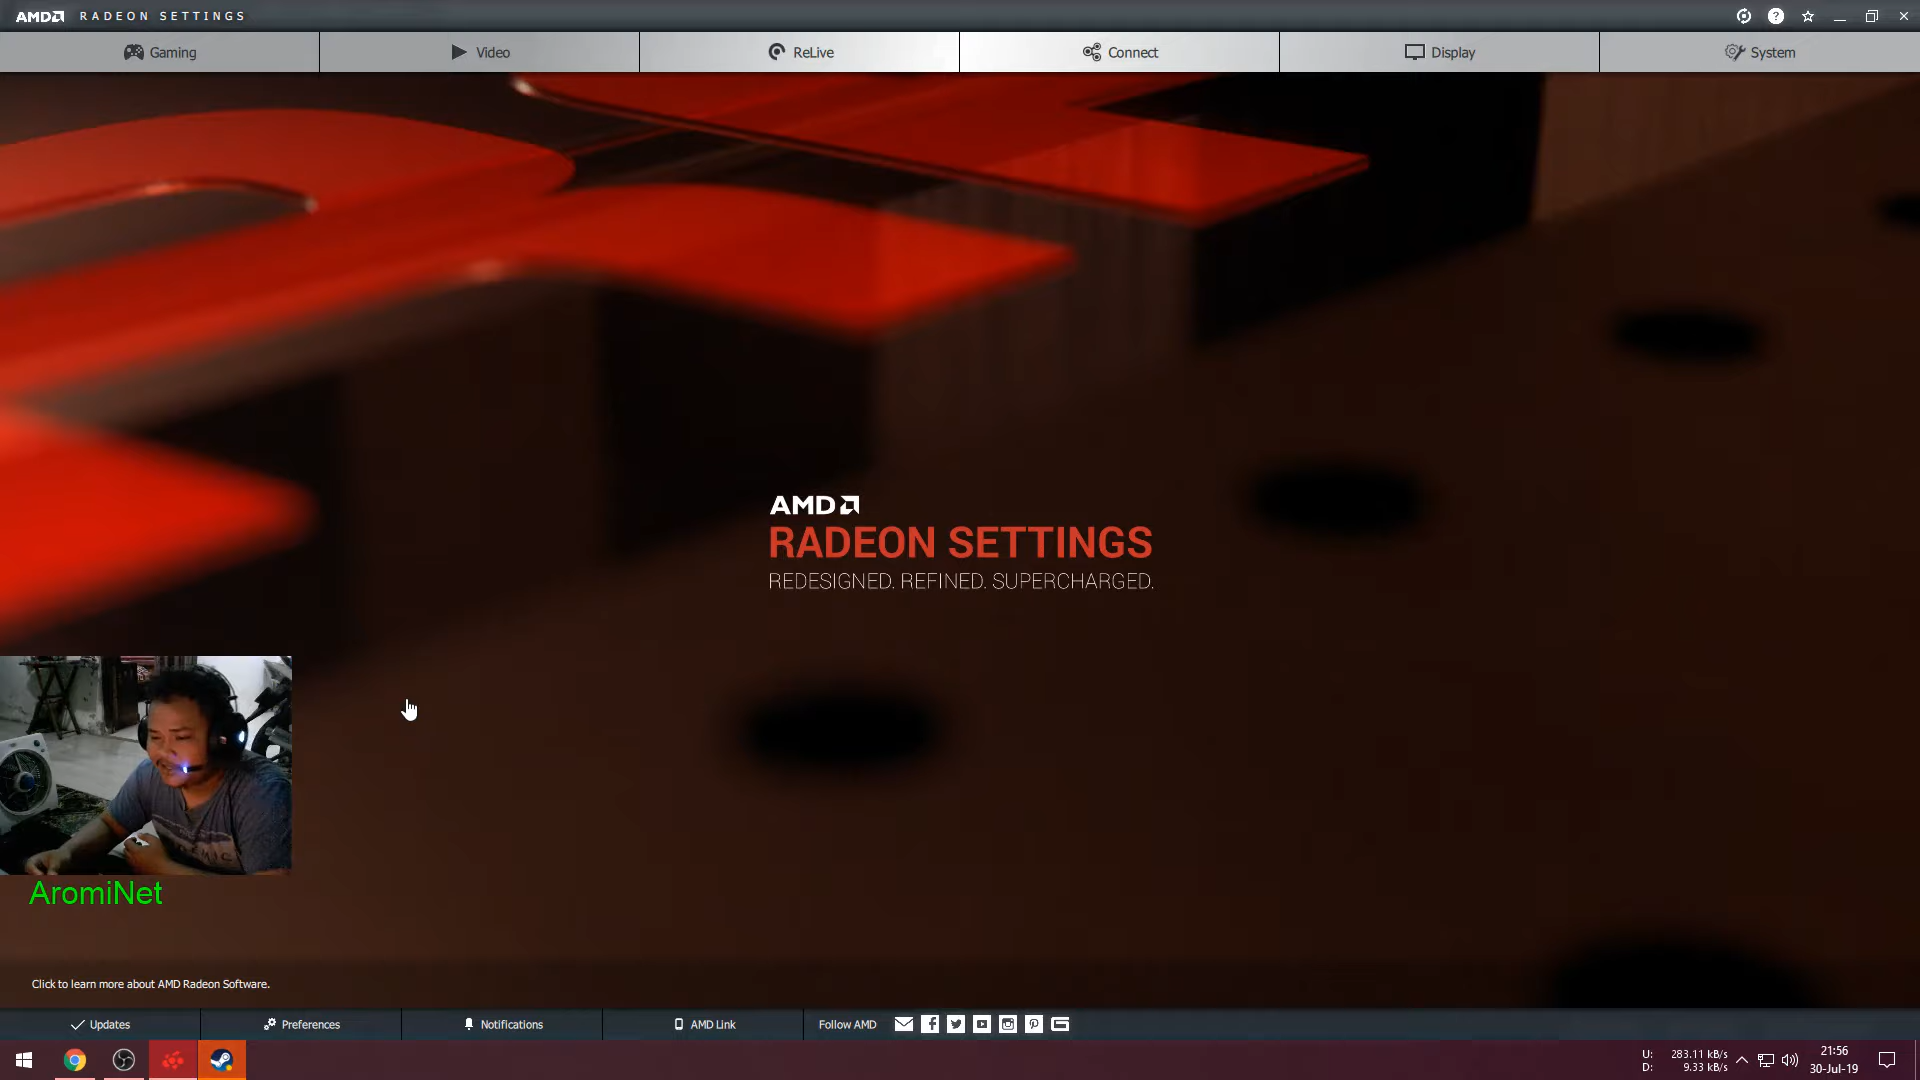 AMD RADEON SETTINGS
Gaming
Video
ReLive
Connect
Display
System
AMD
RADEON SETTINGS
REDESIGNED. REFINED. SUPERCHARGED.
AromiNet
Click to learn more about AMD Radeon Software.
Updates
Preferences
Notifications
AMD Link
Follow AMD
U: 283.11 kB/s
D: 9.33 kB/s
21:56
30-Jul-19